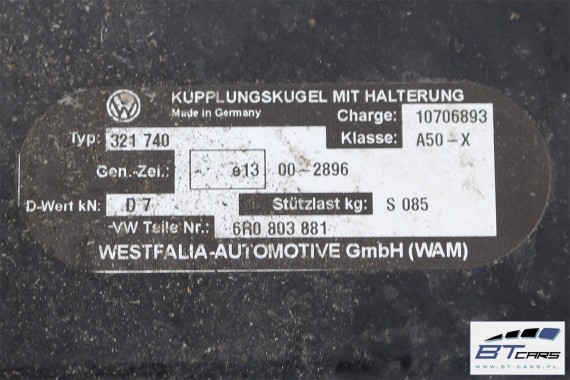 KUPPLUNGSKUGEL MIT HALTERUNG
Made in Germany
Charge: 10706893
Typ: 321 740 Klasse: A50-X
Gen.-Zei.: e13 00-2896
D-Wert kN: D 7 Stützlast kg: S 085
VW Teile Nr.: 6R0 803 881
WESTFALIA-AUTOMOTIVE GmbH (WAM)
BT CARS
WWW.BT-CARS.PL